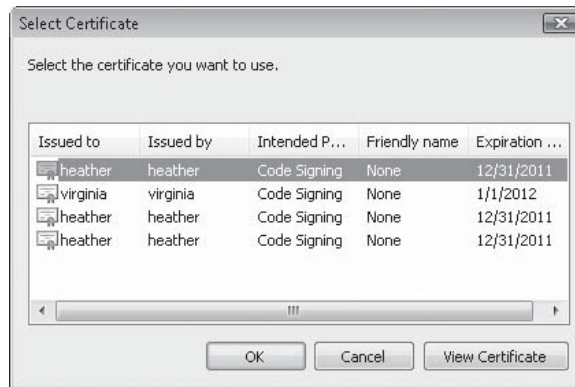 Select Certificate
Select the certificate you want to use.
Issued to Issued by Intended P... Friendly name Expiration ...
heather heather Code Signing None 12/31/2011
virginia virginia Code Signing None 1/1/2012
heather heather Code Signing None 12/31/2011
heather heather Code Signing None 12/31/2011
OK Cancel View Certificate